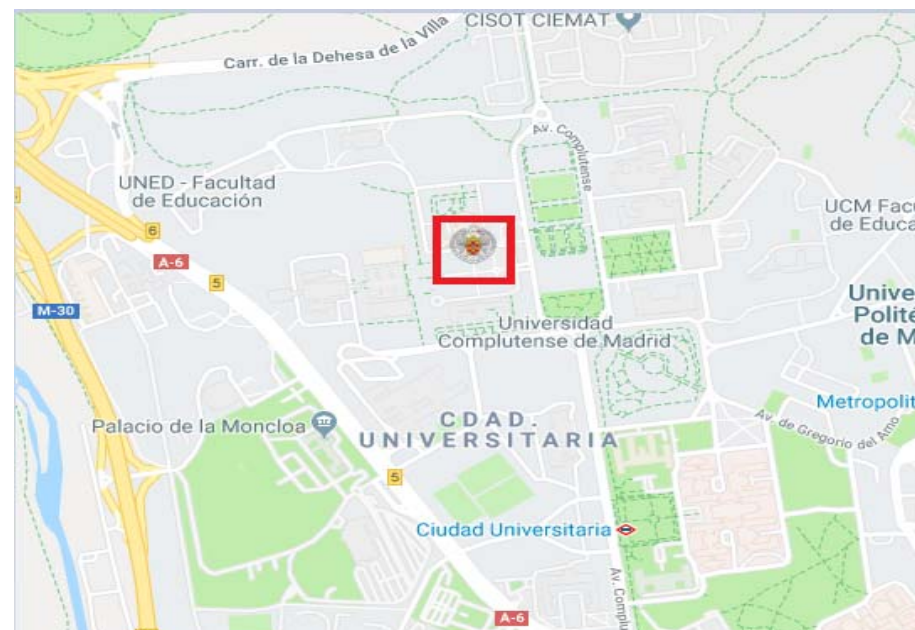 CISOT CIEMAT
Carr. de la Dehesa de la Villa
Av. Complutense
UNED - Facultad
de Educación
UCM Facu
de Educa
6
A-6
5
M-30
Unive
Polité
de M
Universidad
Complutense de Madrid
Metropolit
Palacio de la Moncloa
CDAD.
UNIVERSITARIA
Av. de Gregorio del Amo
5
Ciudad Universitaria
Av. Complu
A-6